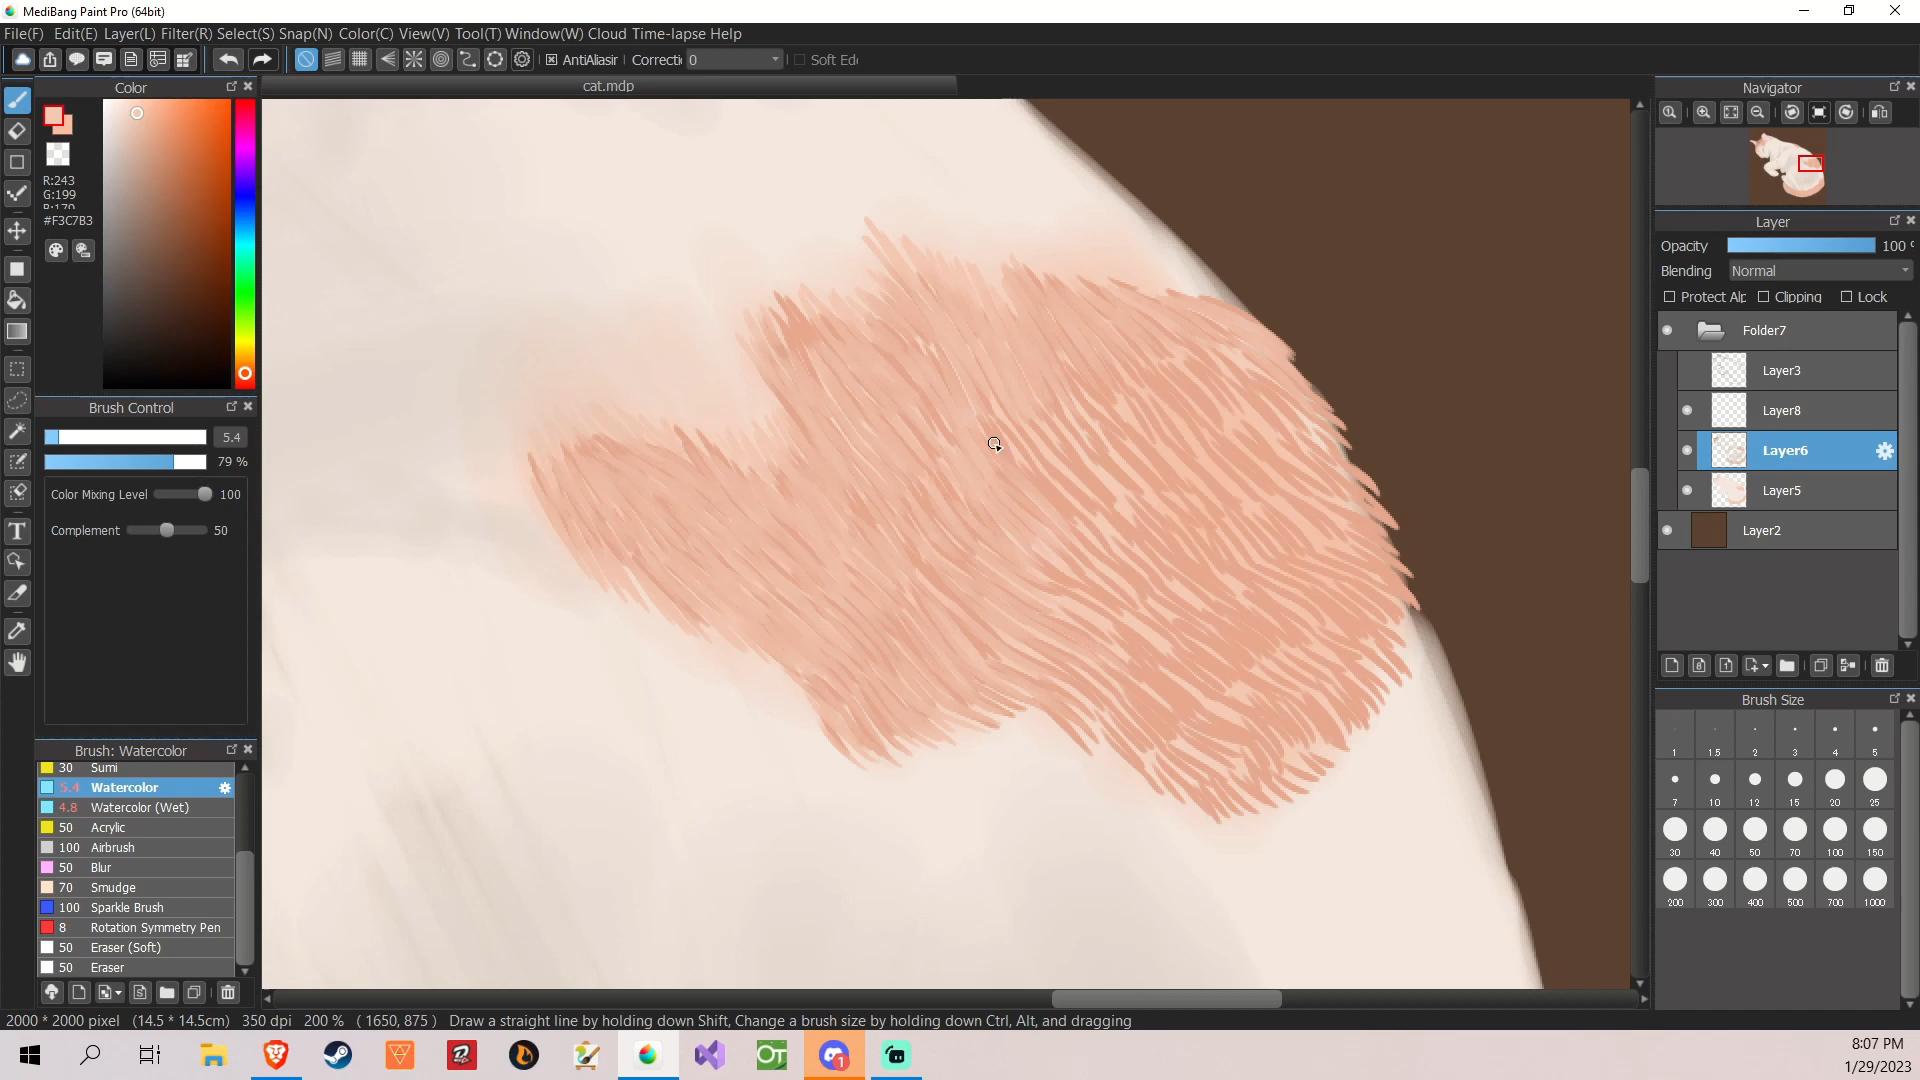 MediBang Paint Pro (64bit)
File(F) Edit(E) Layer(L) Filter(R) Select(S) Snap(N) Color(C) View(V) Tool(T) Window(W) Cloud Time-lapse Help
AntiAliasin Correcti 0 Soft Ed
Color
cat.mdp
Navigator
R:243
G:199
B:179
#F3C7B3
Layer
Opacity 100
Blending Normal
Protect Alp Clipping Lock
Folder7
Layer3
Layer8
Layer6
Layer5
Layer2
Brush Control
5.4
79 %
Color Mixing Level 100
Complement 50
Brush Size
1 1.5 2 3 4 5
7 10 12 15 20 25
30 40 50 70 100 150
200 300 400 500 700 1000
Brush: Watercolor
30 Sumi
5.4 Watercolor
4.8 Watercolor (Wet)
50 Acrylic
100 Airbrush
50 Blur
70 Smudge
100 Sparkle Brush
8 Rotation Symmetry Pen
50 Eraser (Soft)
50 Eraser
2000 * 2000 pixel (14.5 * 14.5cm) 350 dpi 200 % ( 1650, 875 ) Draw a straight line by holding down Shift, Change a brush size by holding down Ctrl, Alt, and dragging
OT
1
8:07 PM
1/29/2023